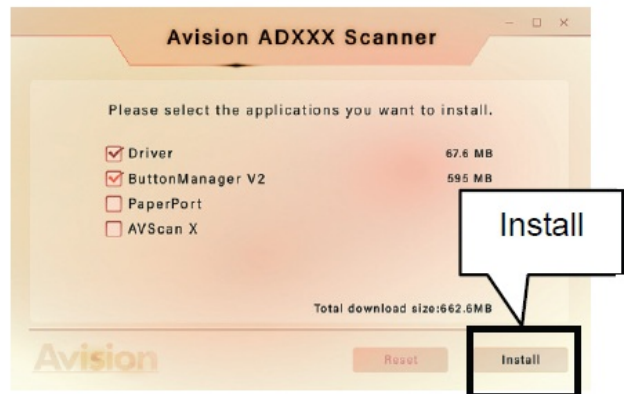 Avision ADXXX Scanner
Please select the applications you want to install.
Driver 67.6 MB
ButtonManager V2 595 MB
PaperPort
AVScan X
Install
Total download size:662.6MB
Avision Reset Install